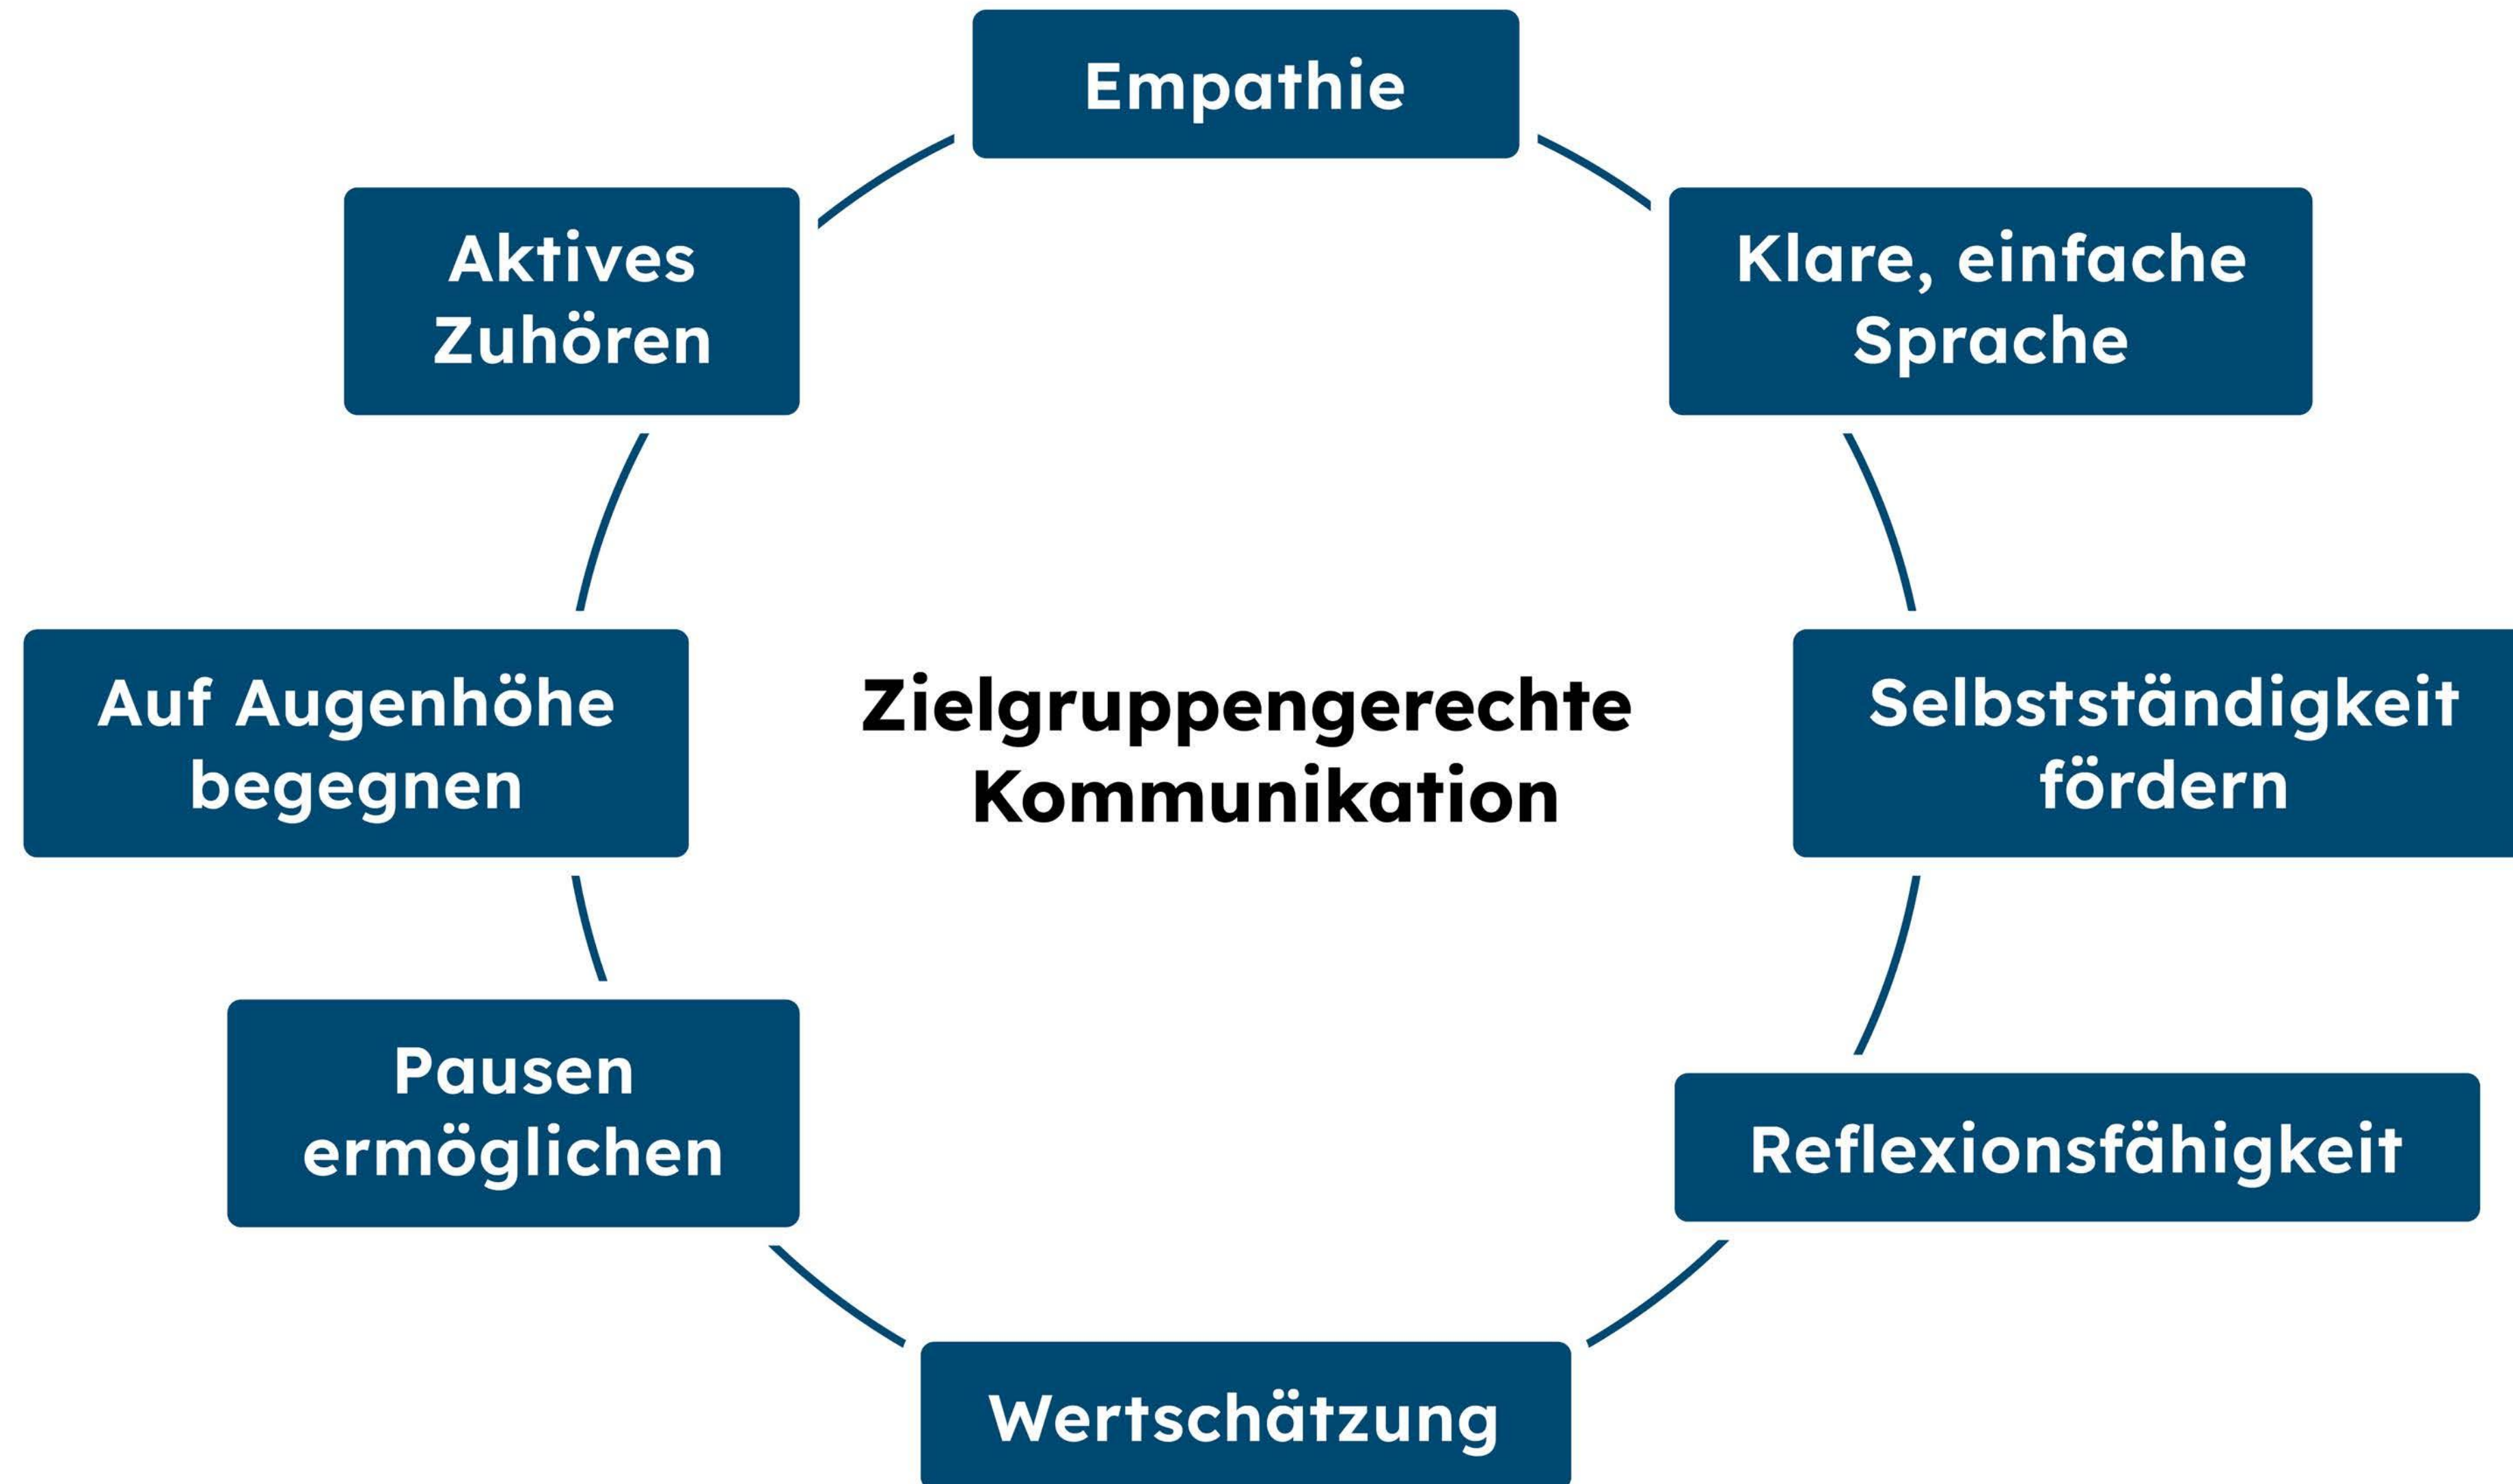 Empathie
Klare, einfache
Sprache
Selbstständigkeit
fördern
Reflexionsfähigkeit
Wertschätzung
Pausen
ermöglichen
Auf Augenhöhe
begegnen
Aktives
Zuhören
Zielgruppengerechte
Kommunikation